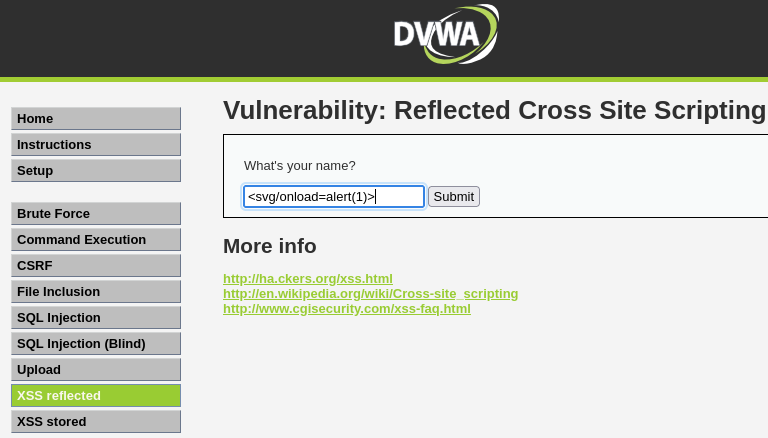 DVWA
Home
Instructions
Setup
Brute Force
Command Execution
CSRF
File Inclusion
SQL Injection
SQL Injection (Blind)
Upload
XSS reflected
XSS stored
Vulnerability: Reflected Cross Site Scripting
What's your name?
<svg/onload=alert(1)> Submit
More info
http://ha.ckers.org/xss.html
http://en.wikipedia.org/wiki/Cross-site_scripting
http://www.cgisecurity.com/xss-faq.html